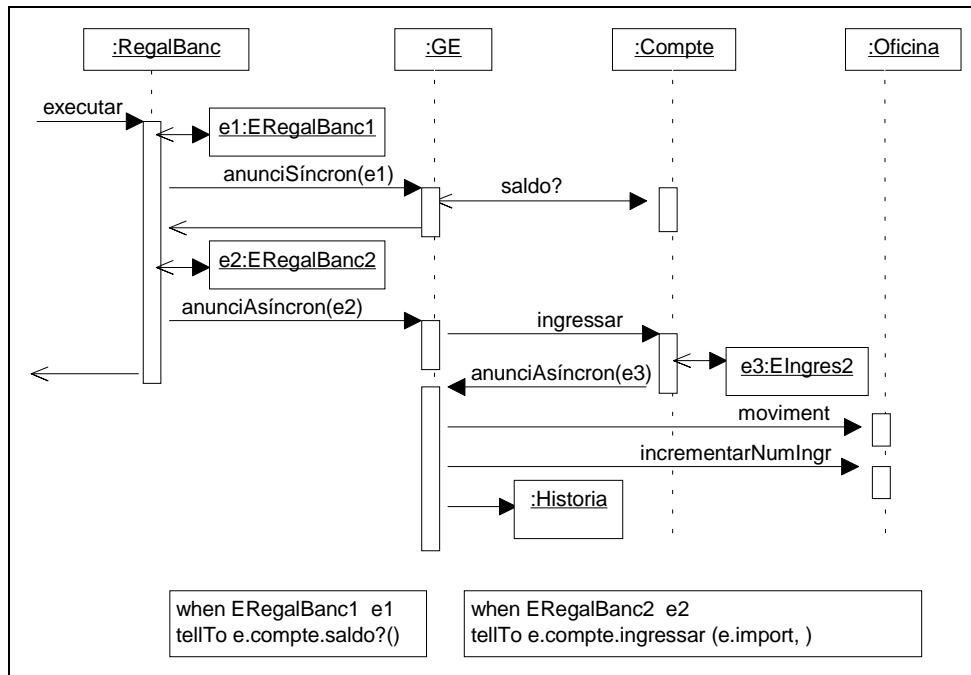 :RegalBanc
:GE
:Compte
:Oficina
executar
e1:ERegalBanc1
anunciSíncron(e1)
saldo?
e2:ERegalBanc2
anunciAsíncron(e2)
ingressar
e3:EIngres2
anunciAsíncron(e3)
moviment
incrementarNumIngr
:Historia
when ERegalBanc1 e1
tellTo e.compte.saldo?()
when ERegalBanc2 e2
tellTo e.compte.ingressar (e.import, )